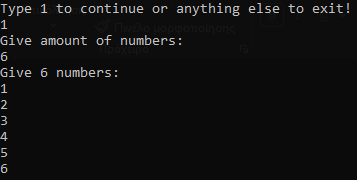 Type 1 to continue or anything else to exit!
1
Give amount of numbers:
6
Give 6 numbers:
1
2
3
4
5
6